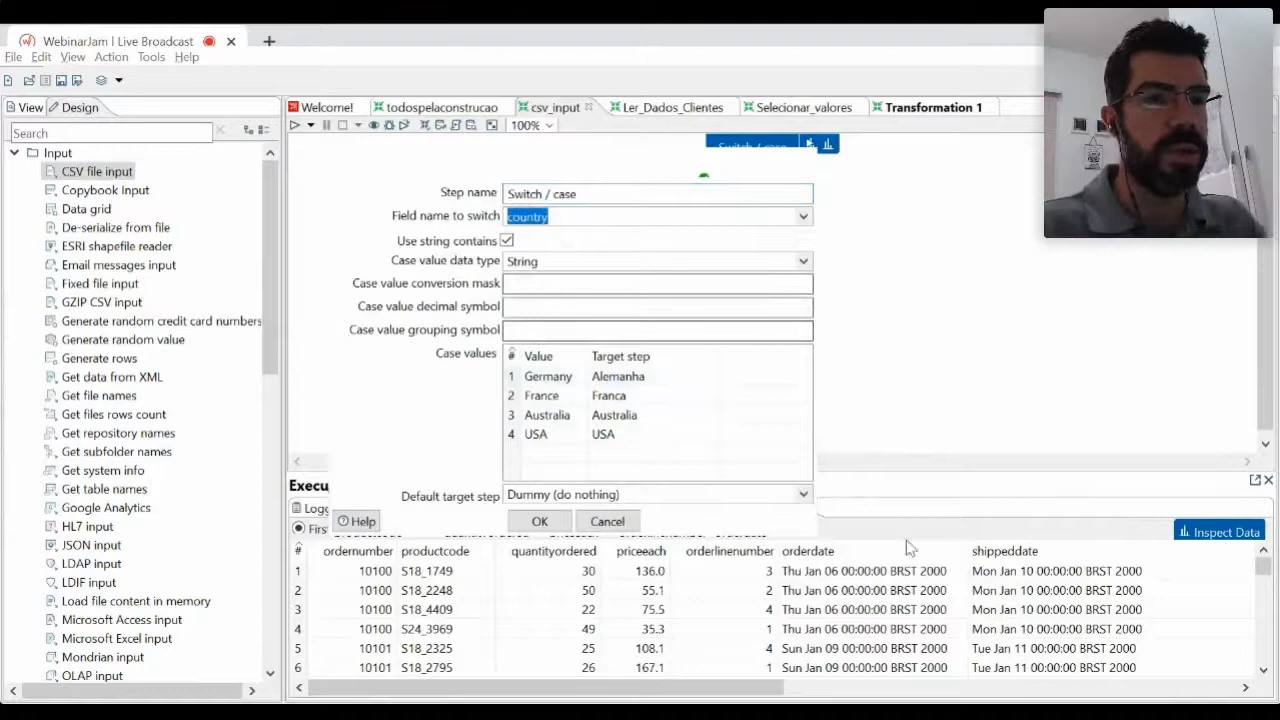 WebinarJam | Live Broadcast
File Edit View Action Tools Help
View Design
Welcome! todospelaconstrucao csv_input Ler_Dados_Clientes Selecionar_valores Transformation 1
100%
Search
Input
CSV file input
Copybook Input
Data grid
De-serialize from file
ESRI shapefile reader
Email messages input
Fixed file input
GZIP CSV input
Generate random credit card numbers
Generate random value
Generate rows
Get data from XML
Get file names
Get files rows count
Get repository names
Get subfolder names
Get system info
Get table names
Google Analytics
HL7 input
JSON input
LDAP input
LDIF input
Load file content in memory
Microsoft Access input
Microsoft Excel input
Mondrian input
OLAP input
Switch / case
Step name Switch / case
Field name to switch country
Use string contains
Case value data type String
Case value conversion mask
Case value decimal symbol
Case value grouping symbol
Case values
# Value Target step
1 Germany Alemanha
2 France Franca
3 Australia Australia
4 USA USA
Default target step Dummy (do nothing)
Help OK Cancel
Execu
Logg
Firs
Inspect Data
# ordernumber productcode quantityordered priceeach orderlinenumber orderdate shippeddate
1 10100 S18_1749 30 136.0 3 Thu Jan 06 00:00:00 BRST 2000 Mon Jan 10 00:00:00 BRST 2000
2 10100 S18_2248 50 55.1 2 Thu Jan 06 00:00:00 BRST 2000 Mon Jan 10 00:00:00 BRST 2000
3 10100 S18_4409 22 75.5 4 Thu Jan 06 00:00:00 BRST 2000 Mon Jan 10 00:00:00 BRST 2000
4 10100 S24_3969 49 35.3 1 Thu Jan 06 00:00:00 BRST 2000 Mon Jan 10 00:00:00 BRST 2000
5 10101 S18_2325 25 108.1 4 Sun Jan 09 00:00:00 BRST 2000 Tue Jan 11 00:00:00 BRST 2000
6 10101 S18_2795 26 167.1 1 Sun Jan 09 00:00:00 BRST 2000 Tue Jan 11 00:00:00 BRST 2000